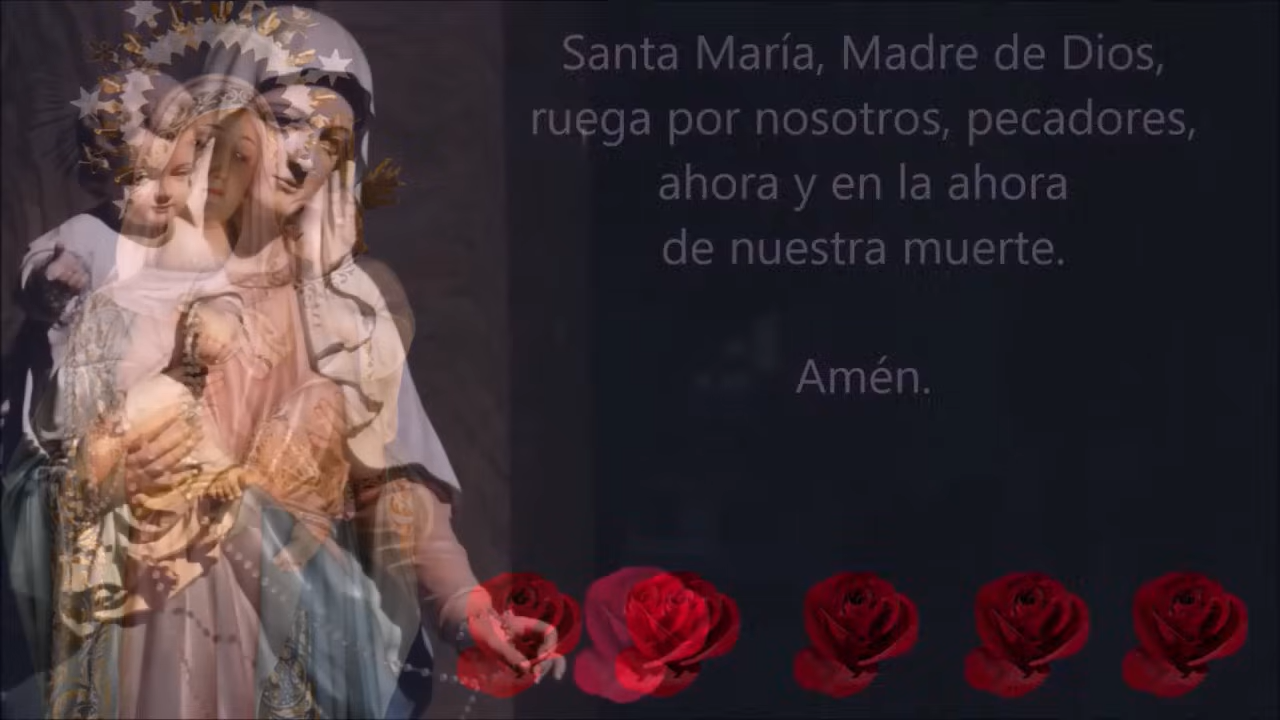 Santa María, Madre de Dios,
ruega por nosotros, pecadores,
ahora y en la ahora
de nuestra muerte.
Amén.